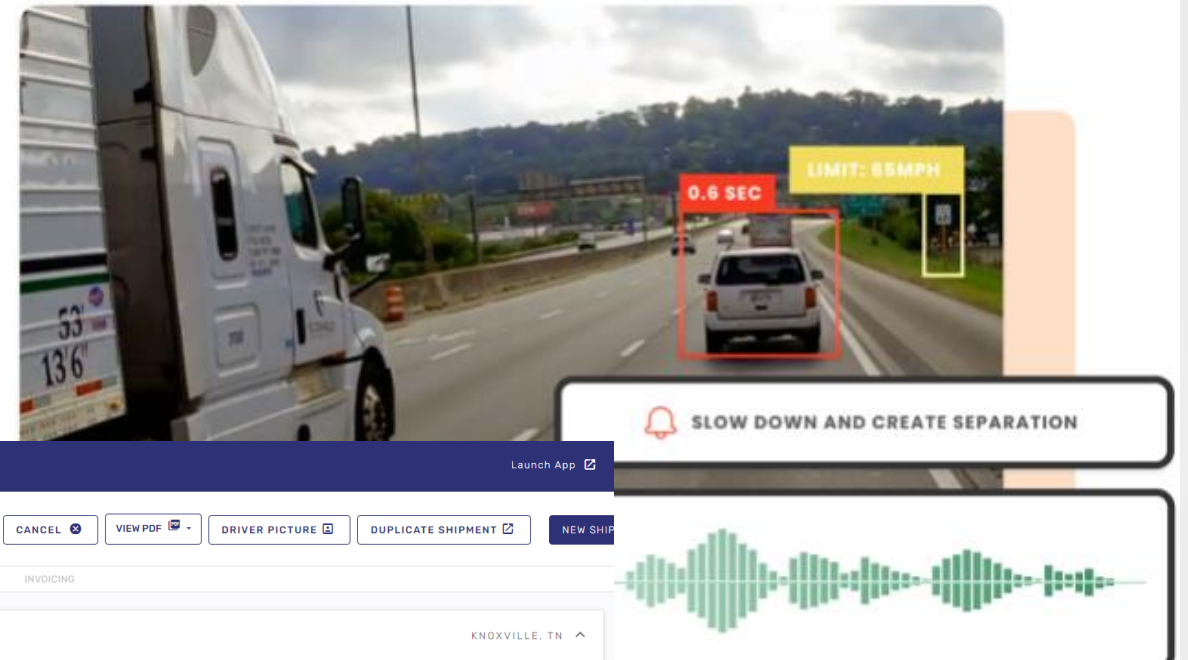 LIMIT: 65MPH
0.6 SEC
53'
13'6"
SLOW DOWN AND CREATE SEPARATION
Launch App
CANCEL
VIEW PDF
DRIVER PICTURE
DUPLICATE SHIPMENT
NEW SHIP
INVOICING
KNOXVILLE, TN